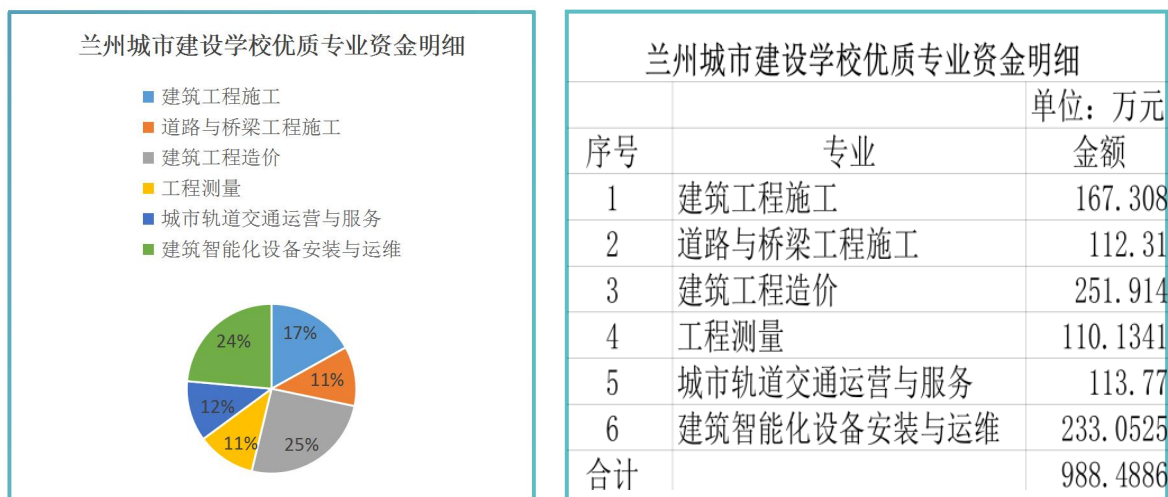 兰州城市建设学校优质专业资金明细
建筑工程施工
道路与桥梁工程施工
建筑工程造价
工程测量
城市轨道交通运营与服务
建筑智能化设备安装与运维
24%
17%
11%
12%
11%
25%
兰州城市建设学校优质专业资金明细
单位：万元
序号 专业 金额
1 建筑工程施工 167.308
2 道路与桥梁工程施工 112.31
3 建筑工程造价 251.914
4 工程测量 110.1341
5 城市轨道交通运营与服务 113.77
6 建筑智能化设备安装与运维 233.0525
合计 988.4886